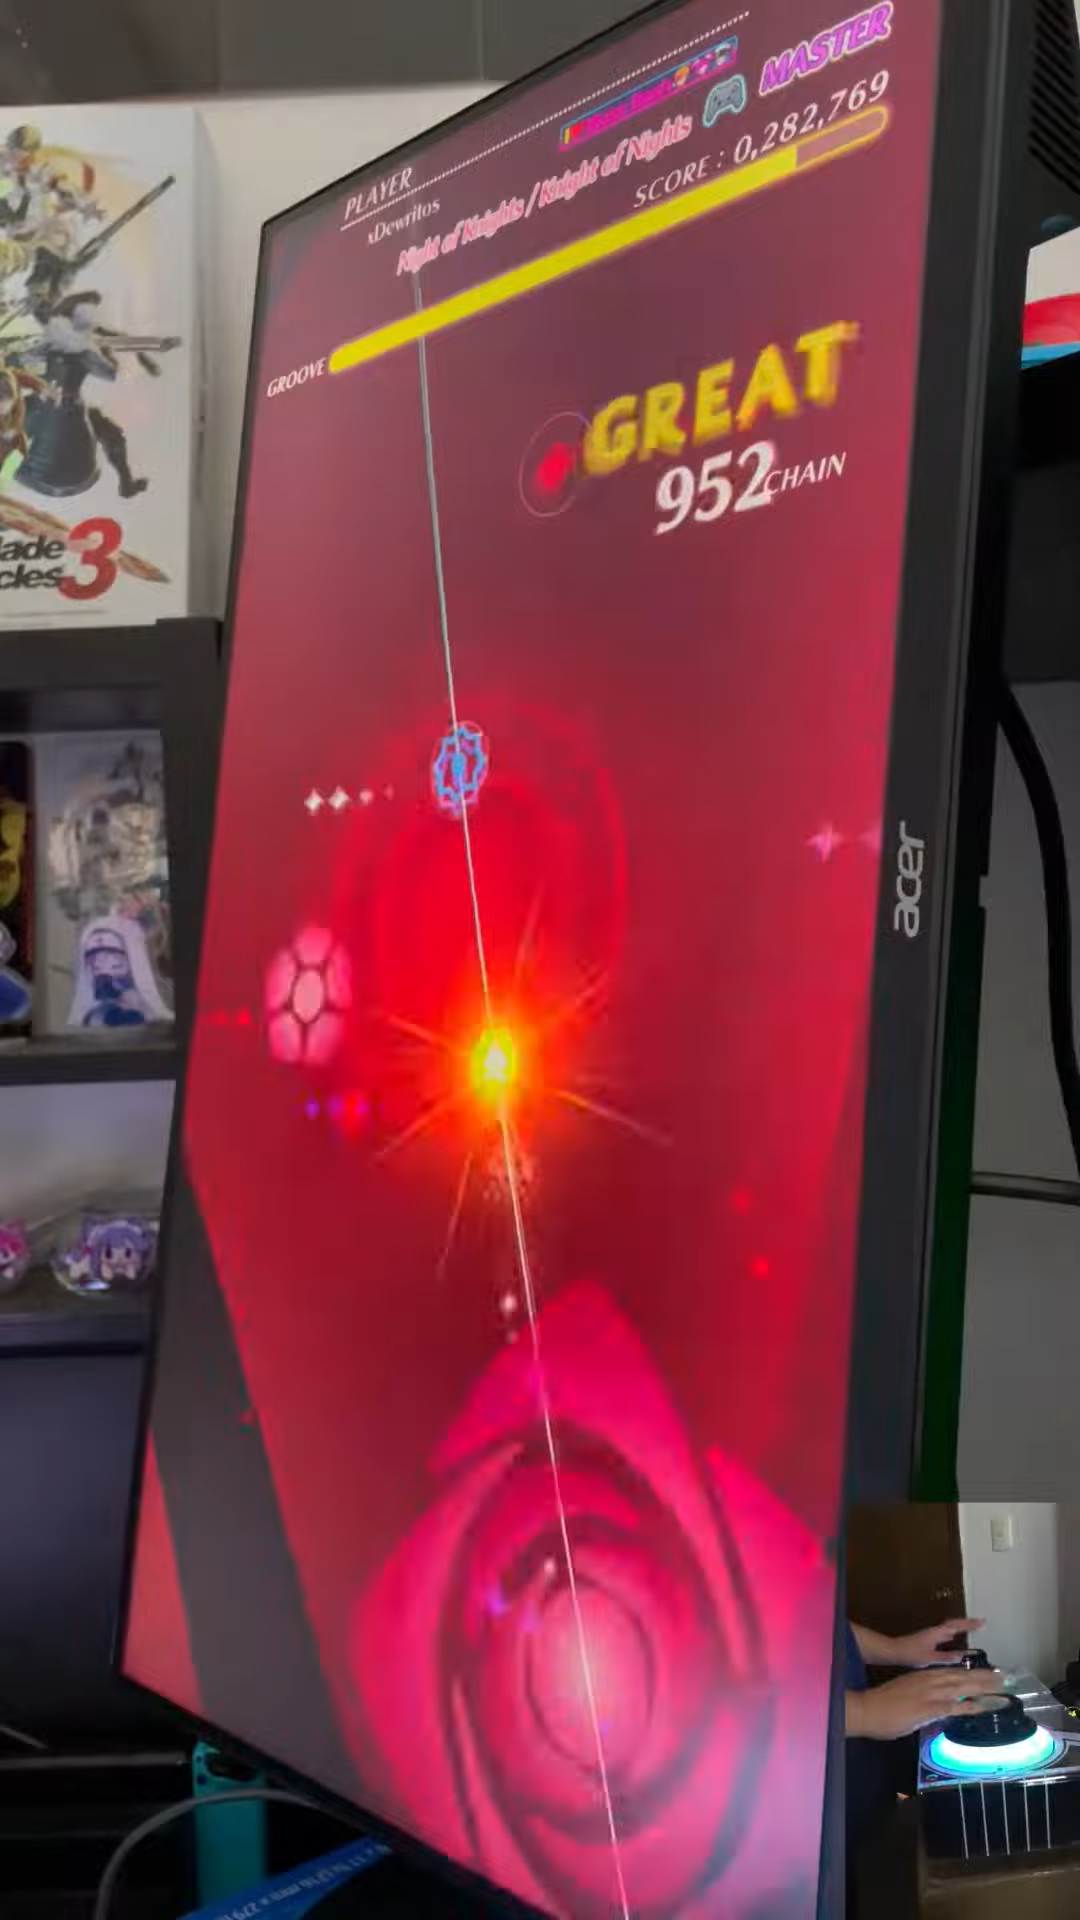 MASTER
PLAYER
xDewritos
Night of Knights / Knight of Nights
SCORE : 0,282,769
GROOVE
GREAT
952 CHAIN
lade
cles 3
acer